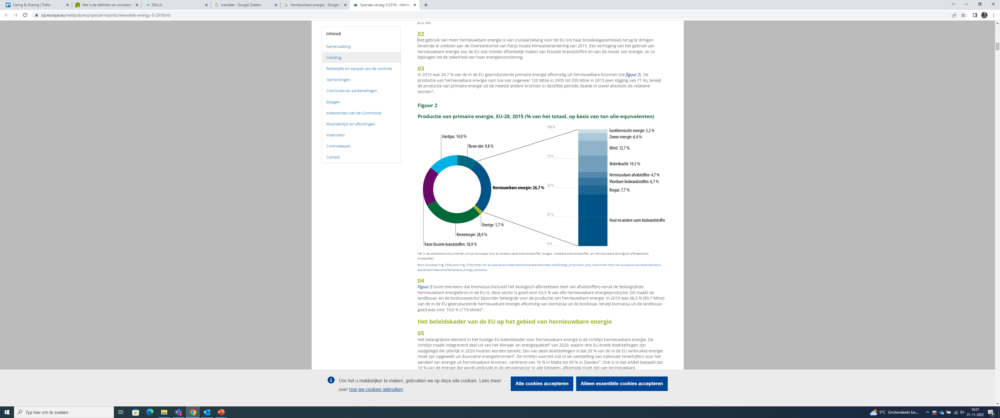 Caring & Sharing | Trello
Wat is de definitie van circulaire
DALL·E
translate - Google Zoeken
hernieuwbare energie - Google Z
Speciaal verslag 5/2018 - Hernieu
op.europa.eu/webpub/eca/special-reports/renevable-energy-5-2018/nl/
Inhoud
Samenvatting
Inleiding
Reikwijdte en aanpak van de controle
Opmerkingen
Conclusies en aanbevelingen
Bijlagen
Antwoorden van de Commissie
Woordenlijst en afkortingen
Voetnoten
Controleteam
Contact
Bron: ERK.
02
Het gebruik van meer hernieuwbare energie is van cruciaal belang voor de EU om haar broeikasgasemissies terug te dringen
teneinde te voldoen aan de Overeenkomst van Parijs inzake klimaatverandering van 2015. Een verhoging van het gebruik van
hernieuwbare energie zou de EU ook minder afhankelijk maken van fossiele brandstoffen en van de invoer van energie, en zo
bijdragen tot de zekerheid van haar energievoorziening.
03
In 2015 was 26,7 % van de in de EU geproduceerde primaire energie afkomstig uit hernieuwbare bronnen (zie figuur 2). De
productie van hernieuwbare energie nam toe van ongeveer 120 Mtoe in 2005 tot 205 Mtoe in 2015 (een stijging van 71 %), terwijl
de productie van primaire energie uit de meeste andere bronnen in dezelfde periode daalde in zowel absolute als relatieve
termen³.
Figuur 2
Productie van primaire energie, EU-28, 2015 (% van het totaal, op basis van ton olie-equivalenten)
Aardgas: 14,0 %
Ruwe olie: 9,8 %
Hernieuwbare energie: 26,7 %
Overige: 1,7 %
Kernenergie: 28,9 %
Vaste fossiele brandstoffen: 18,9 %
100 %
75 %
50 %
25 %
0 %
Geothermische energie: 3,2 %
Zonne-energie: 6,4 %
Wind: 12,7 %
Waterkracht: 14,3 %
Hernieuwbare afvalstoffen: 4,7 %
Vloeibare biobrandstoffen: 6,7 %
Biogas: 7,7 %
Hout en andere vaste biobrandstoffen
NB: In de statistische documenten omvat biomassa hout en andere vaste biobrandstoffen, biogas, vloeibare biobrandstoffen, en hernieuwbare (biologisch afbreekbare)
afvalstoffen.
Bron: Eurostat (nrg_100a) and (nrg_107a) (http://ec.europa.eu/eurostat/statistics-explained/index.php/Energy_production_and_imports en http://ec.europa.eu/eurostat/statistics-
explained/index.php/Renewable_energy_statistics).
04
Figuur 2 toont eveneens dat biomassa (inclusief het biologisch afbreekbare deel van afvalstoffen) veruit de belangrijkste
hernieuwbare energiebron in de EU is: deze sector is goed voor 63,3 % van alle hernieuwbare energieproductie. Dit maakt de
landbouw- en de bosbouwsector bijzonder belangrijk voor de productie van hernieuwbare energie. In 2010 was 48,5 % (80,7 Mtoe)
van de in de EU geproduceerde hernieuwbare energie afkomstig van biomassa uit de bosbouw, terwijl biomassa uit de landbouw
goed was voor 10,6 % (17,6 Mtoe)⁴.
Het beleidskader van de EU op het gebied van hernieuwbare energie
05
Het belangrijkste element in het huidige EU-beleidskader voor hernieuwbare energie is de richtlijn hernieuwbare energie. De
richtlijn maakt integrerend deel uit van het klimaat- en energiepakket⁵ van 2020, waarin drie EU-brede doelstellingen zijn
vastgelegd die uiterlijk in 2020 moeten worden bereikt. Een van deze doelstellingen is dat 20 % van de in de EU verbruikte energie
moet zijn opgewekt uit duurzame energiebronnen⁶. De richtlijn voorziet ook in de vaststelling van nationale streefcijfers voor het
aandeel van energie uit hernieuwbare bronnen, variërend van 10 % in Malta tot 49 % in Zweden⁷. Ook is in dat artikel bepaald dat
10 % van de energie die wordt verbruikt in de vervoersector in alle lidstaten, afkomstig moet zijn van hernieuwbare
Om het u makkelijker te maken, gebruiken we op deze site cookies. Lees meer
over hoe we cookies gebruiken.
Alle cookies accepteren
Alleen essentiële cookies accepteren
Typ hier om te zoeken
5°C Grotendeels be...
10:27
21-11-2022